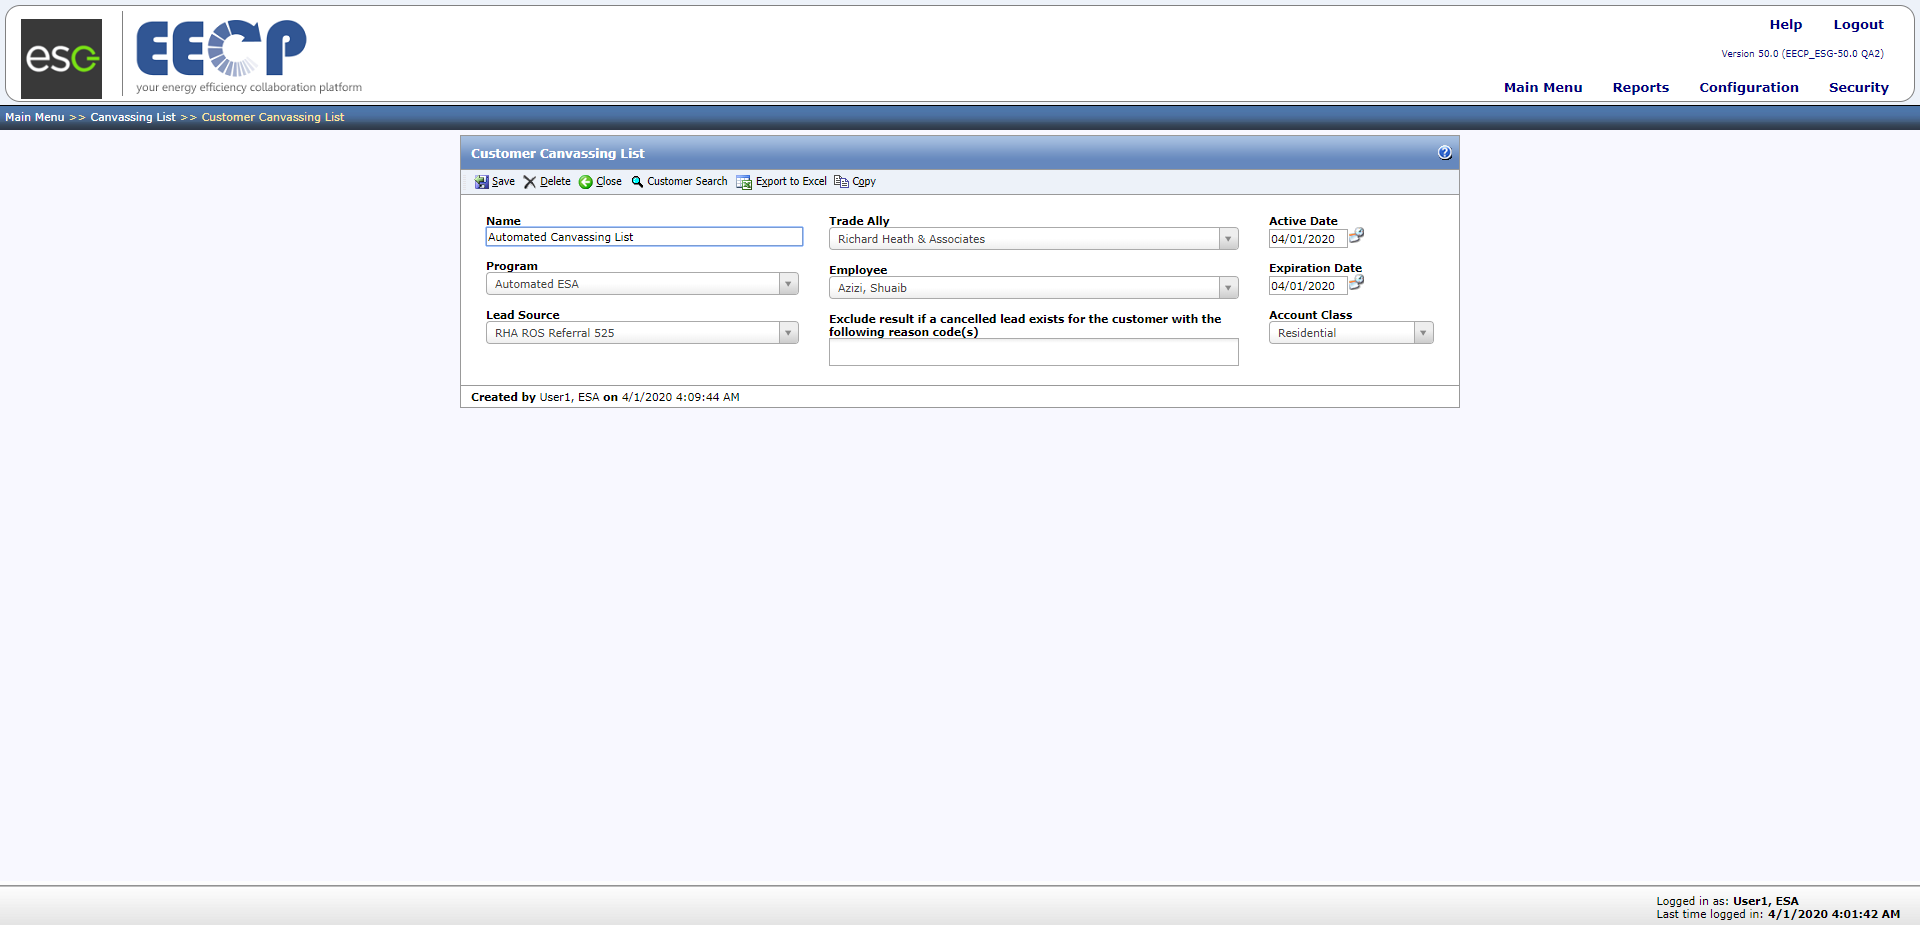 esc
EECP
your energy efficiency collaboration platform
Help Logout
Version 50.0 (EECP_ESG-50.0 QA2)
Main Menu Reports Configuration Security
Main Menu >> Canvassing List >> Customer Canvassing List
Customer Canvassing List
Save Delete Close Customer Search Export to Excel Copy
Name
Automated Canvassing List
Program
Automated ESA
Lead Source
RHA ROS Referral 525
Trade Ally
Richard Heath & Associates
Employee
Azizi, Shuaib
Exclude result if a cancelled lead exists for the customer with the
following reason code(s)
Active Date
04/01/2020
Expiration Date
04/01/2020
Account Class
Residential
Created by User1, ESA on 4/1/2020 4:09:44 AM
Logged in as: User1, ESA
Last time logged in: 4/1/2020 4:01:42 AM